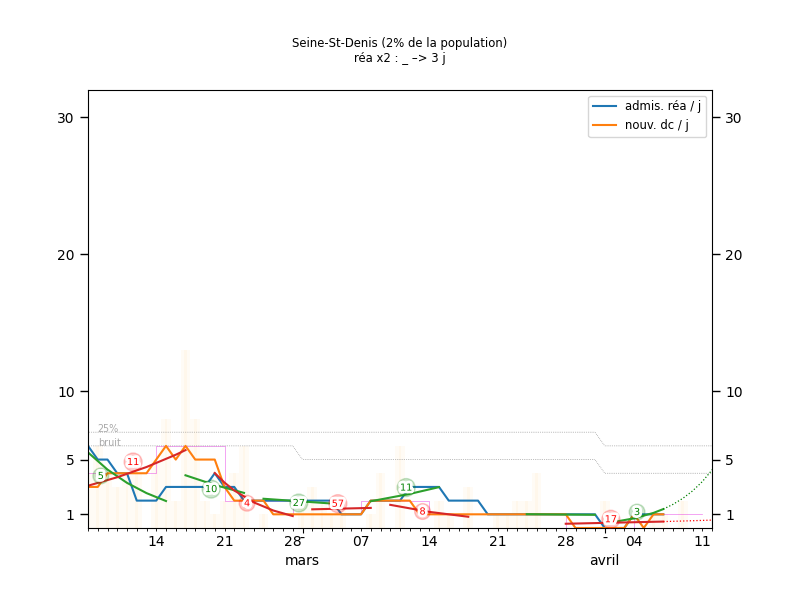 Seine-St-Denis (2% de la population)
réa x2 : _ –> 3 j
admis. réa / j
nouv. dc / j
30 30
20 20
10 10
25%
bruit
5 5
1 1
5 11 10 4 27 57 11 8 17 3
14 21 28 07 14 21 28 - 04 11
mars avril